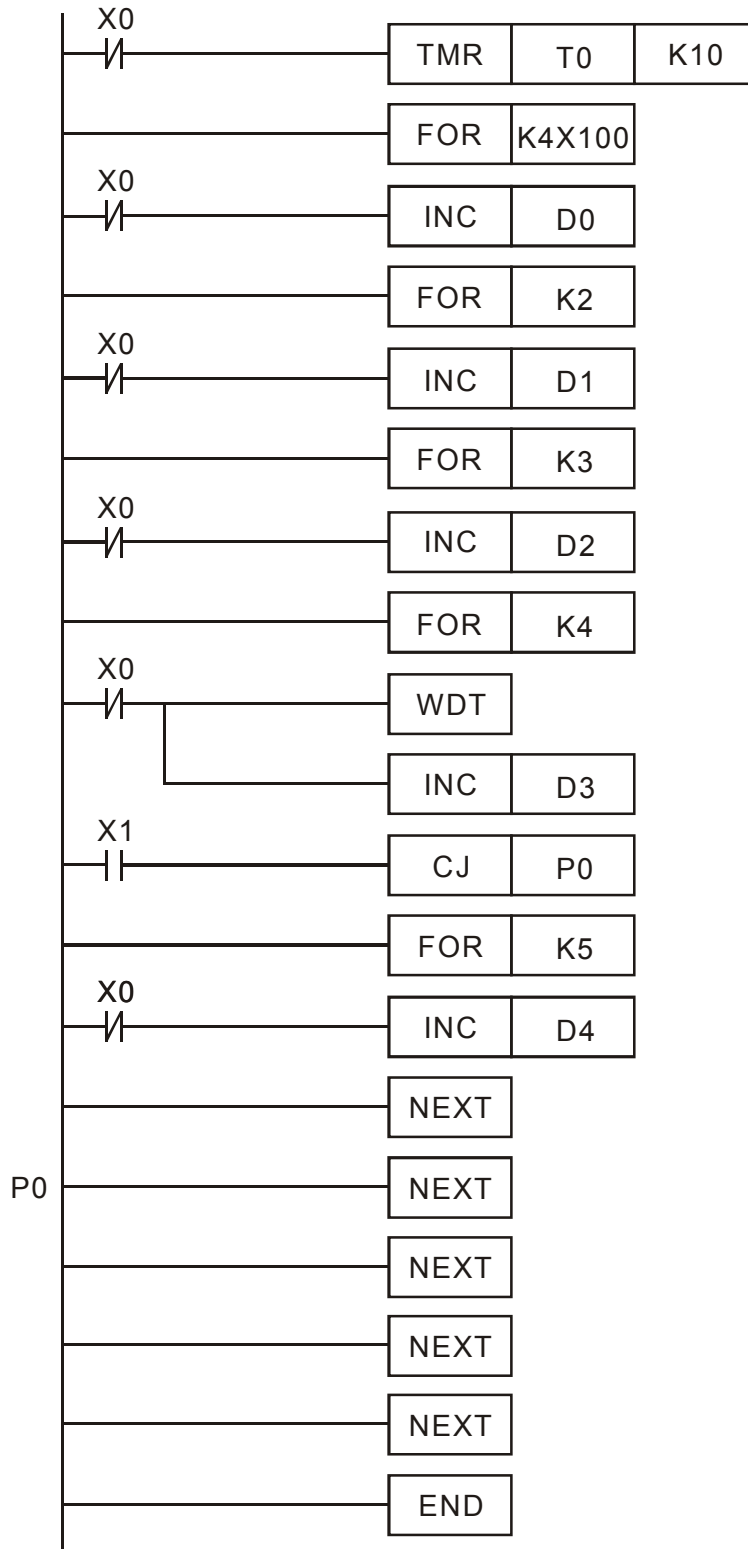 X0
TMR T0 K10
FOR K4X100
X0
INC D0
FOR K2
X0
INC D1
FOR K3
X0
INC D2
FOR K4
X0
WDT
INC D3
X1
CJ P0
FOR K5
X0
INC D4
NEXT
P0 NEXT
NEXT
NEXT
NEXT
END